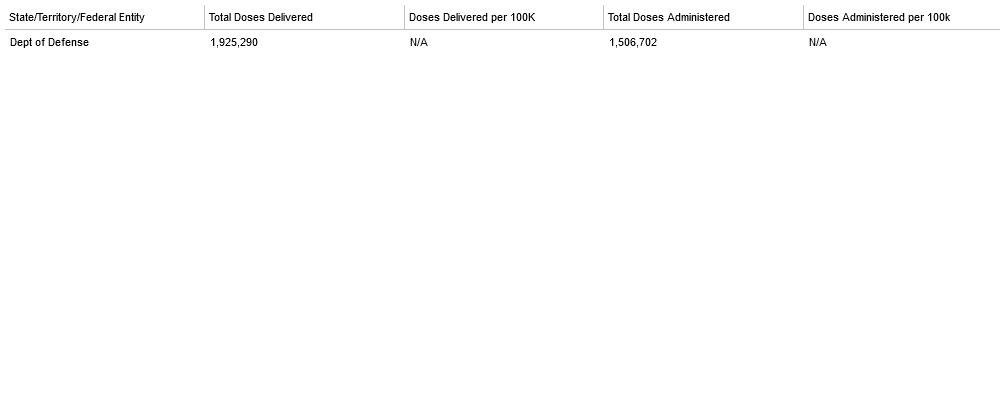 State/Territory/Federal Entity Total Doses Delivered Doses Delivered per 100K Total Doses Administered Doses Administered per 100k
Dept of Defense 1,925,290 N/A 1,506,702 N/A